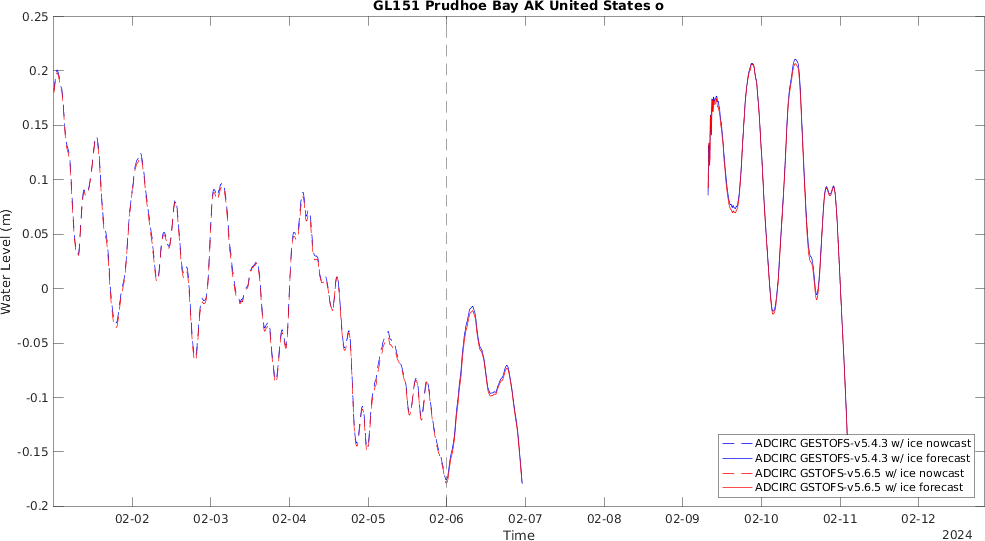 GL151 Prudhoe Bay AK United States o
0.25
0.2
0.15
0.1
0.05
0
-0.05
-0.1
-0.15
-0.2
Water Level (m)
ADCIRC GESTOFS-v5.4.3 w/ ice nowcast
ADCIRC GESTOFS-v5.4.3 w/ ice forecast
ADCIRC GSTOFS-v5.6.5 w/ ice nowcast
ADCIRC GSTOFS-v5.6.5 w/ ice forecast
02-02 02-03 02-04 02-05 02-06 02-07 02-08 02-09 02-10 02-11 02-12
Time
2024